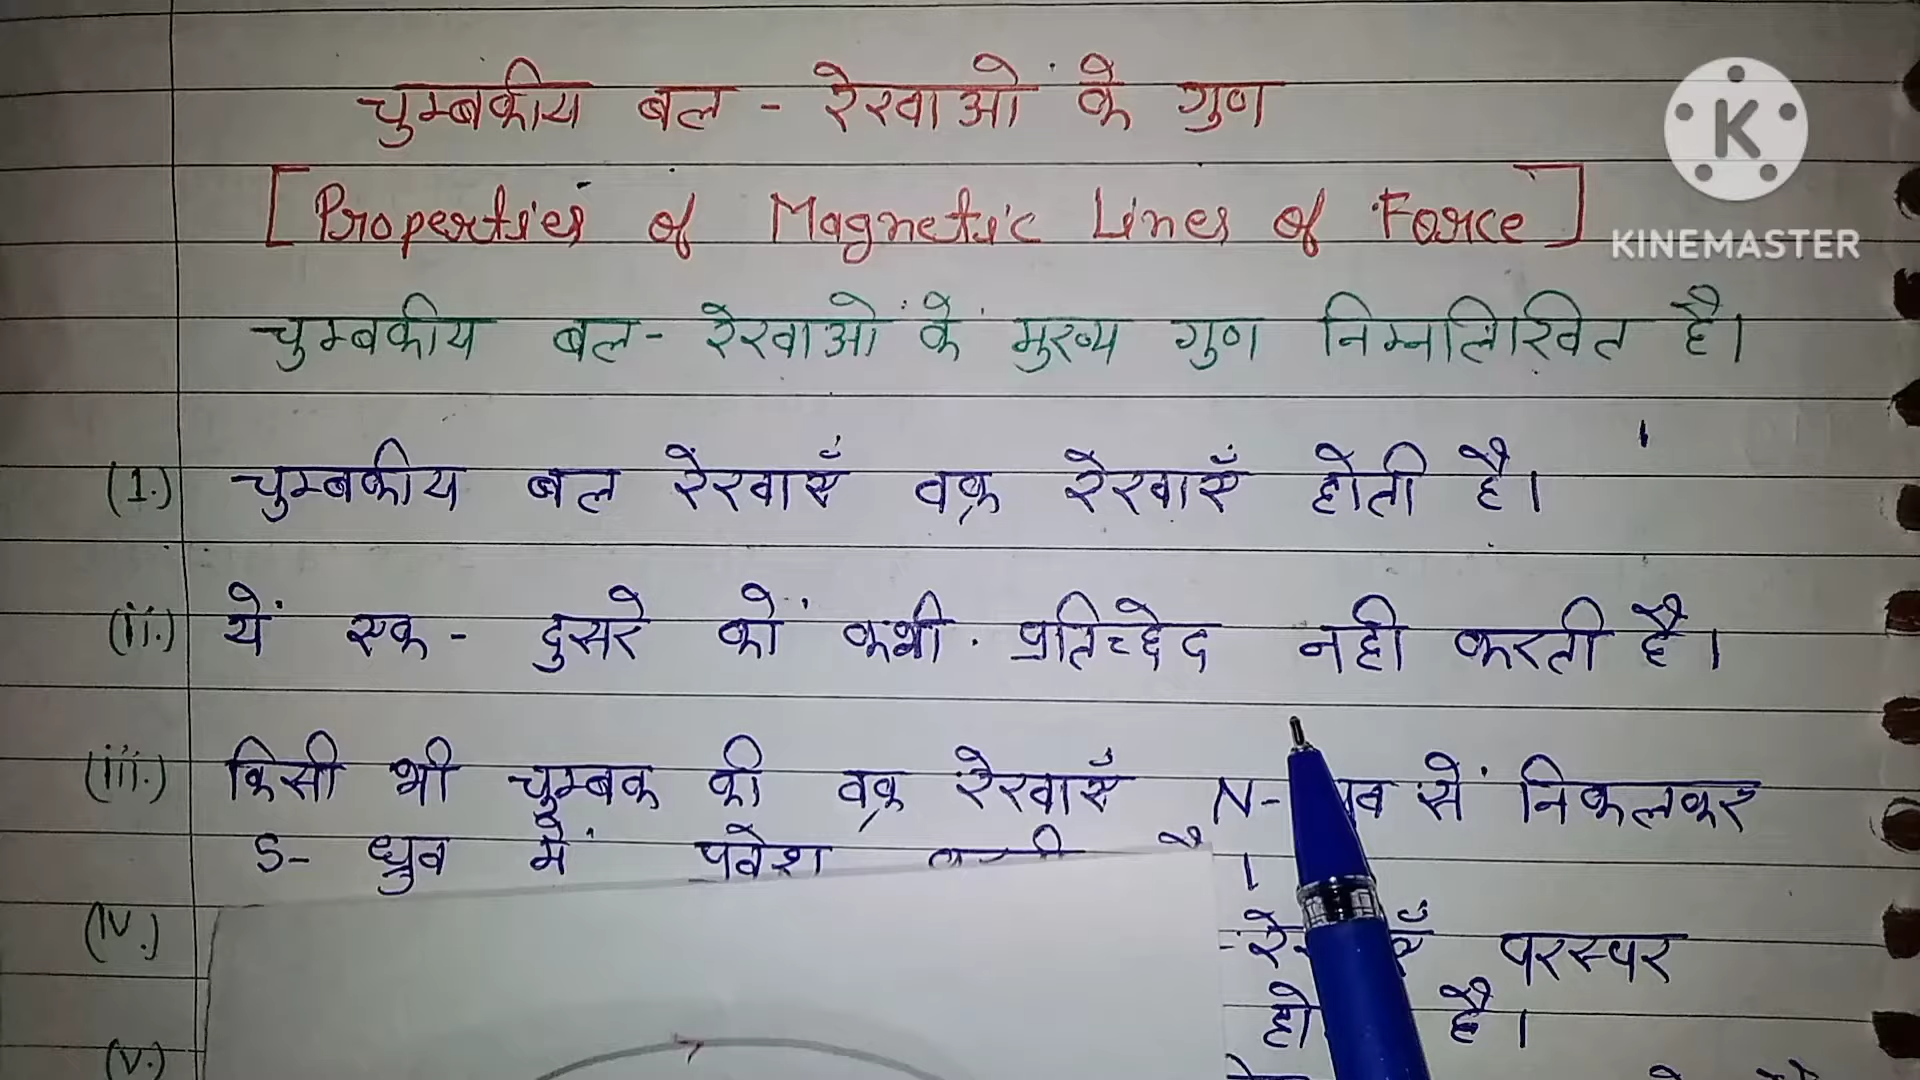 चुम्बकीय बल - रेखाओं के गुण
[Properties of Magnetic Lines of Force]
K
KINEMASTER
चुम्बकीय बल - रेखाओं के मुख्य गुण निम्नलिखित है।
(1.) चुम्बकीय बल रेखाएँ वक्र रेखाएँ होती है।
(ii.) यें एक - दुसरे को कभी प्रतिच्छेद नही करती है।
(iii.) किसी भी चुम्बक की वक्र रेखाएँ N- से निकलकर
S- ध्रुव में प्रवेश है।
(iv.) परस्पर
है।
(v.)